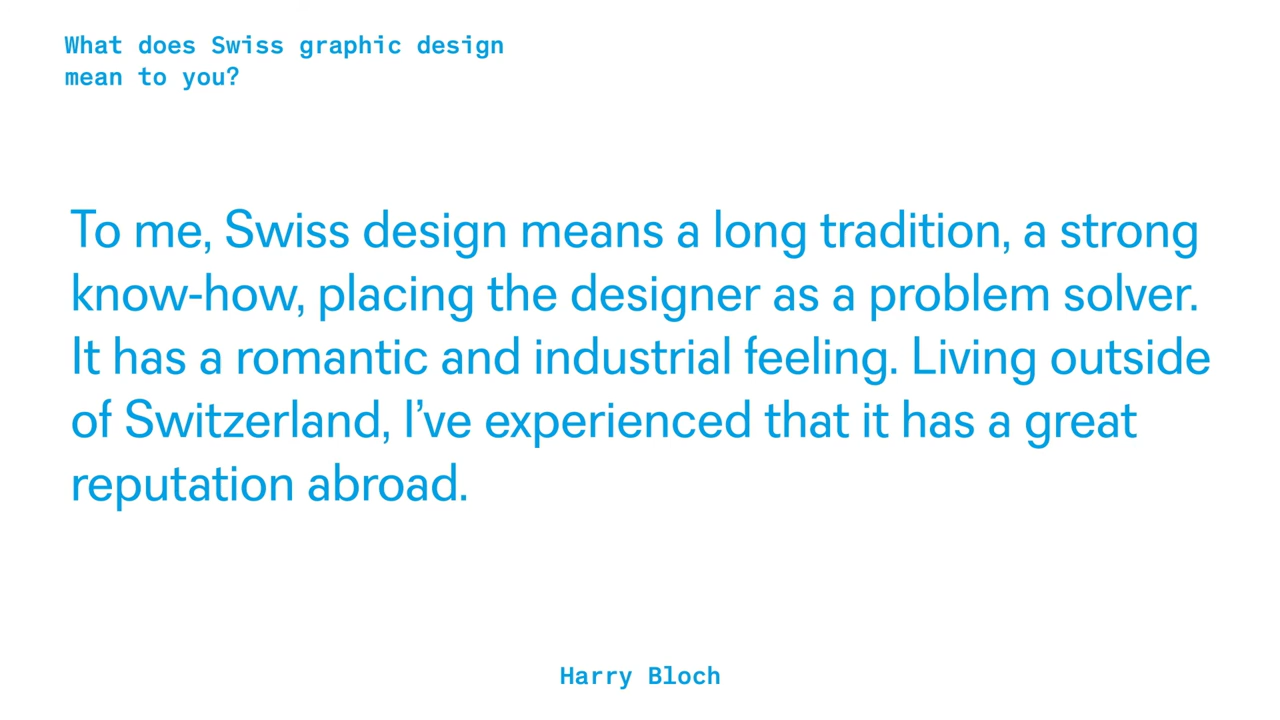 What does Swiss graphic design
mean to you?
To me, Swiss design means a long tradition, a strong
know-how, placing the designer as a problem solver.
It has a romantic and industrial feeling. Living outside
of Switzerland, I’ve experienced that it has a great
reputation abroad.
Harry Bloch